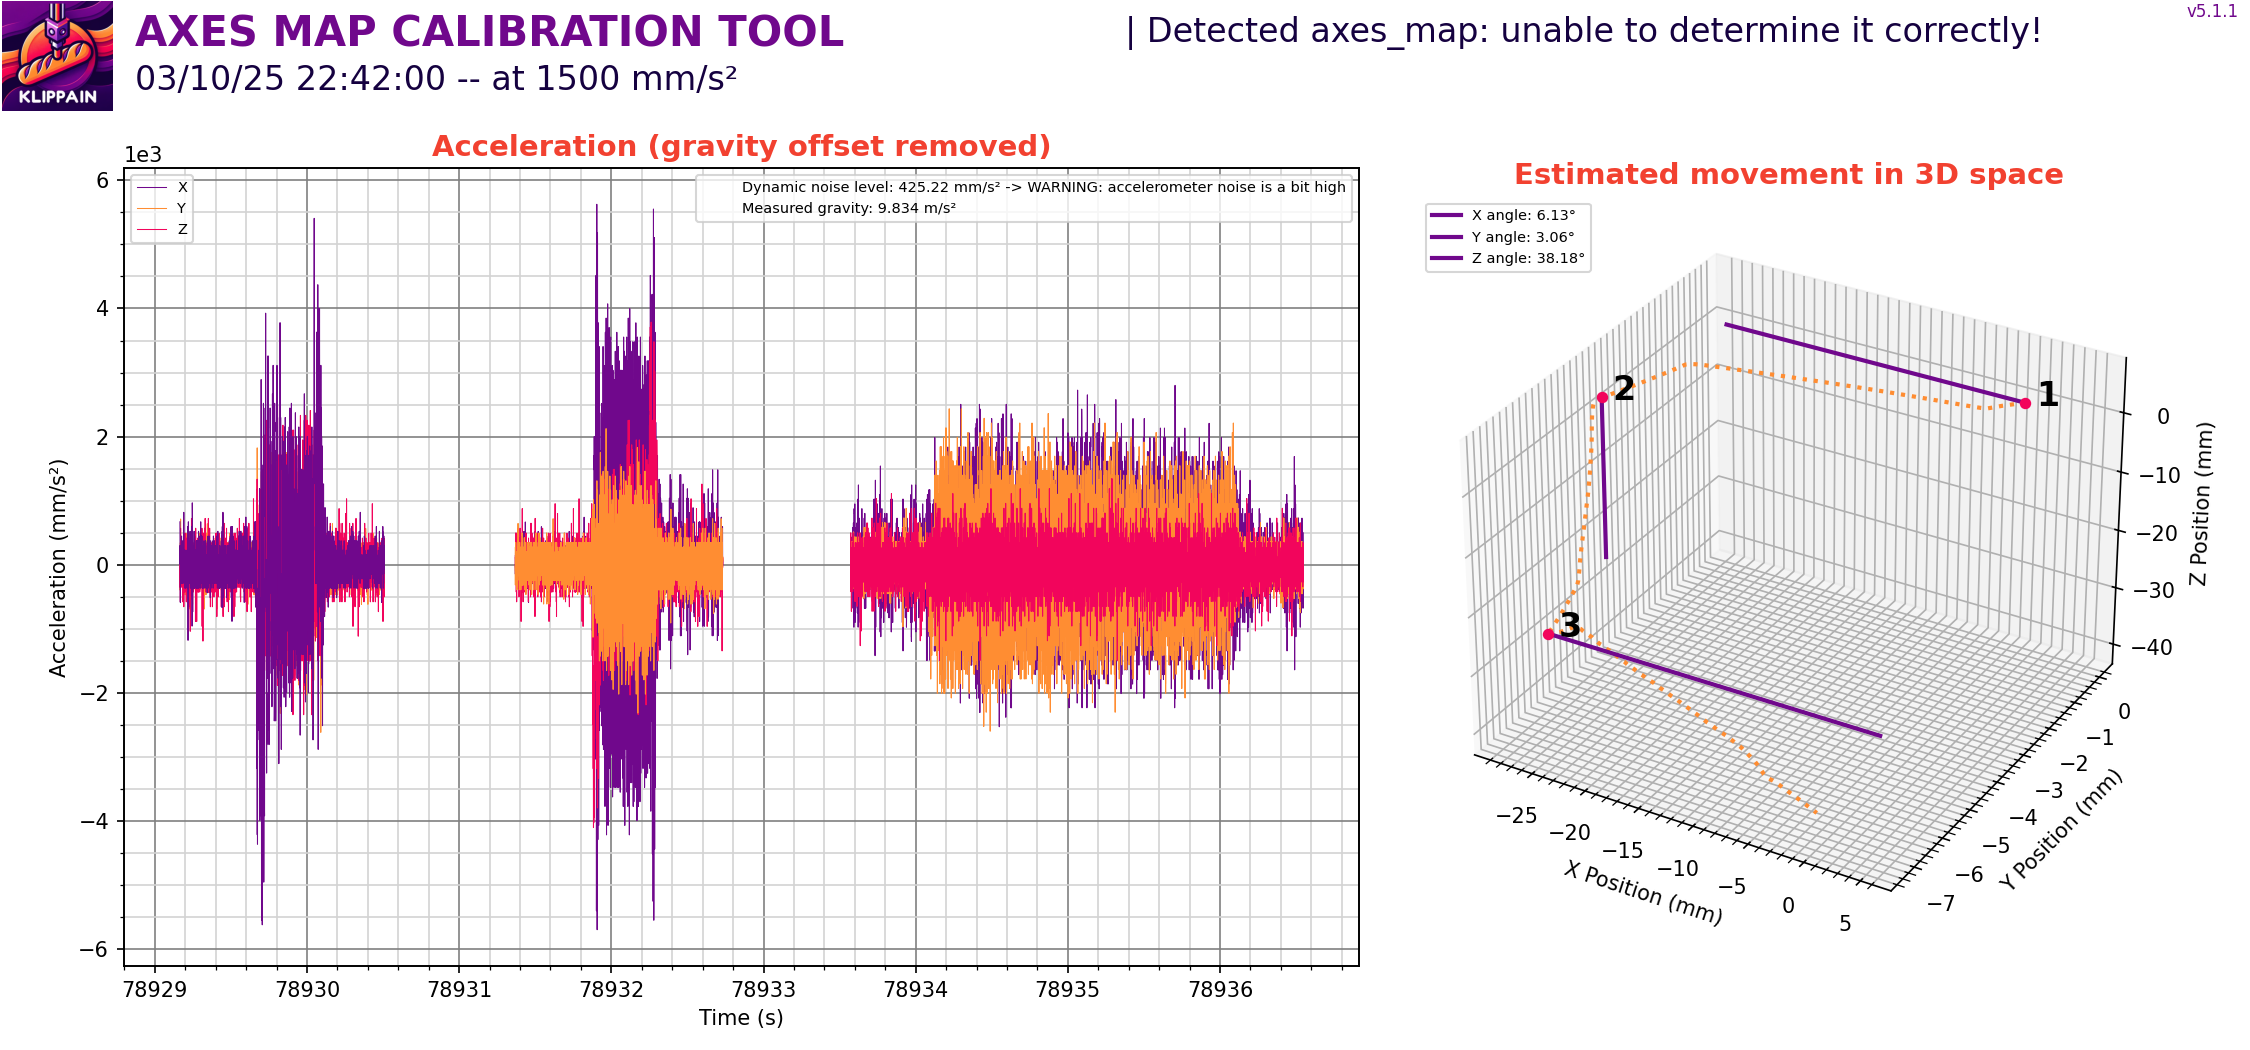 KLIPPAIN
AXES MAP CALIBRATION TOOL
03/10/25 22:42:00 -- at 1500 mm/s²
| Detected axes_map: unable to determine it correctly!
v5.1.1
Acceleration (gravity offset removed)
1e3
X
Y
Z
Dynamic noise level: 425.22 mm/s² -> WARNING: accelerometer noise is a bit high
Measured gravity: 9.834 m/s²
6
4
2
0
−2
−4
−6
Acceleration (mm/s²)
78929
78930
78931
78932
78933
78934
78935
78936
Time (s)
Estimated movement in 3D space
X angle: 6.13°
Y angle: 3.06°
Z angle: 38.18°
1
2
3
0
−10
−20
−30
−40
Z Position (mm)
0
−1
−2
−3
−4
−5
−6
−7
Y Position (mm)
−25
−20
−15
−10
−5
0
5
X Position (mm)